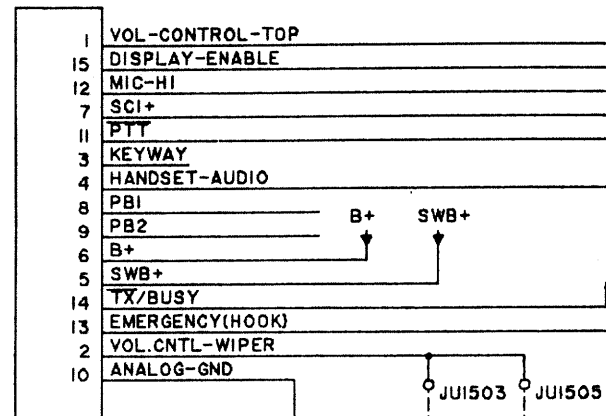 1 VOL-CONTROL-TOP
15 DISPLAY-ENABLE
12 MIC-HI
7 SCI+
11 PTT
3 KEYWAY
4 HANDSET-AUDIO
8 PB1
9 PB2
B+ SWB+
6 B+
5 SWB+
14 TX/BUSY
13 EMERGENCY(HOOK)
2 VOL.CNTL-WIPER
10 ANALOG-GND
JU1503 JU1505